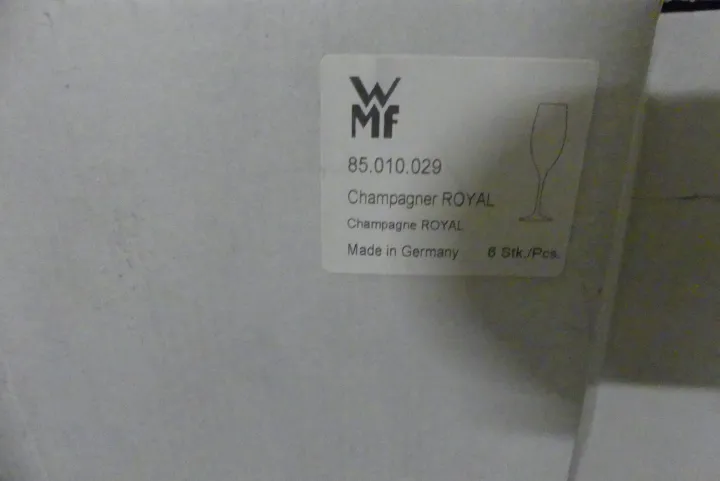 WMF
85.010.029
Champagner ROYAL
Champagne ROYAL
Made in Germany 6 Stk./Pcs.